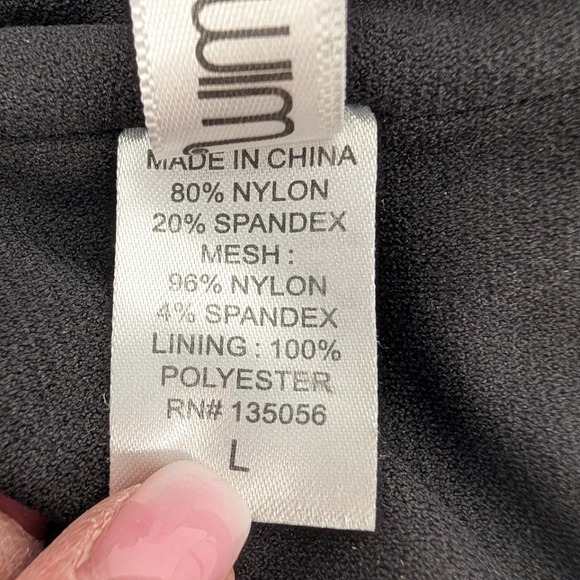 MADE IN CHINA
80% NYLON
20% SPANDEX
MESH :
96% NYLON
4% SPANDEX
LINING : 100%
POLYESTER
RN# 135056
L